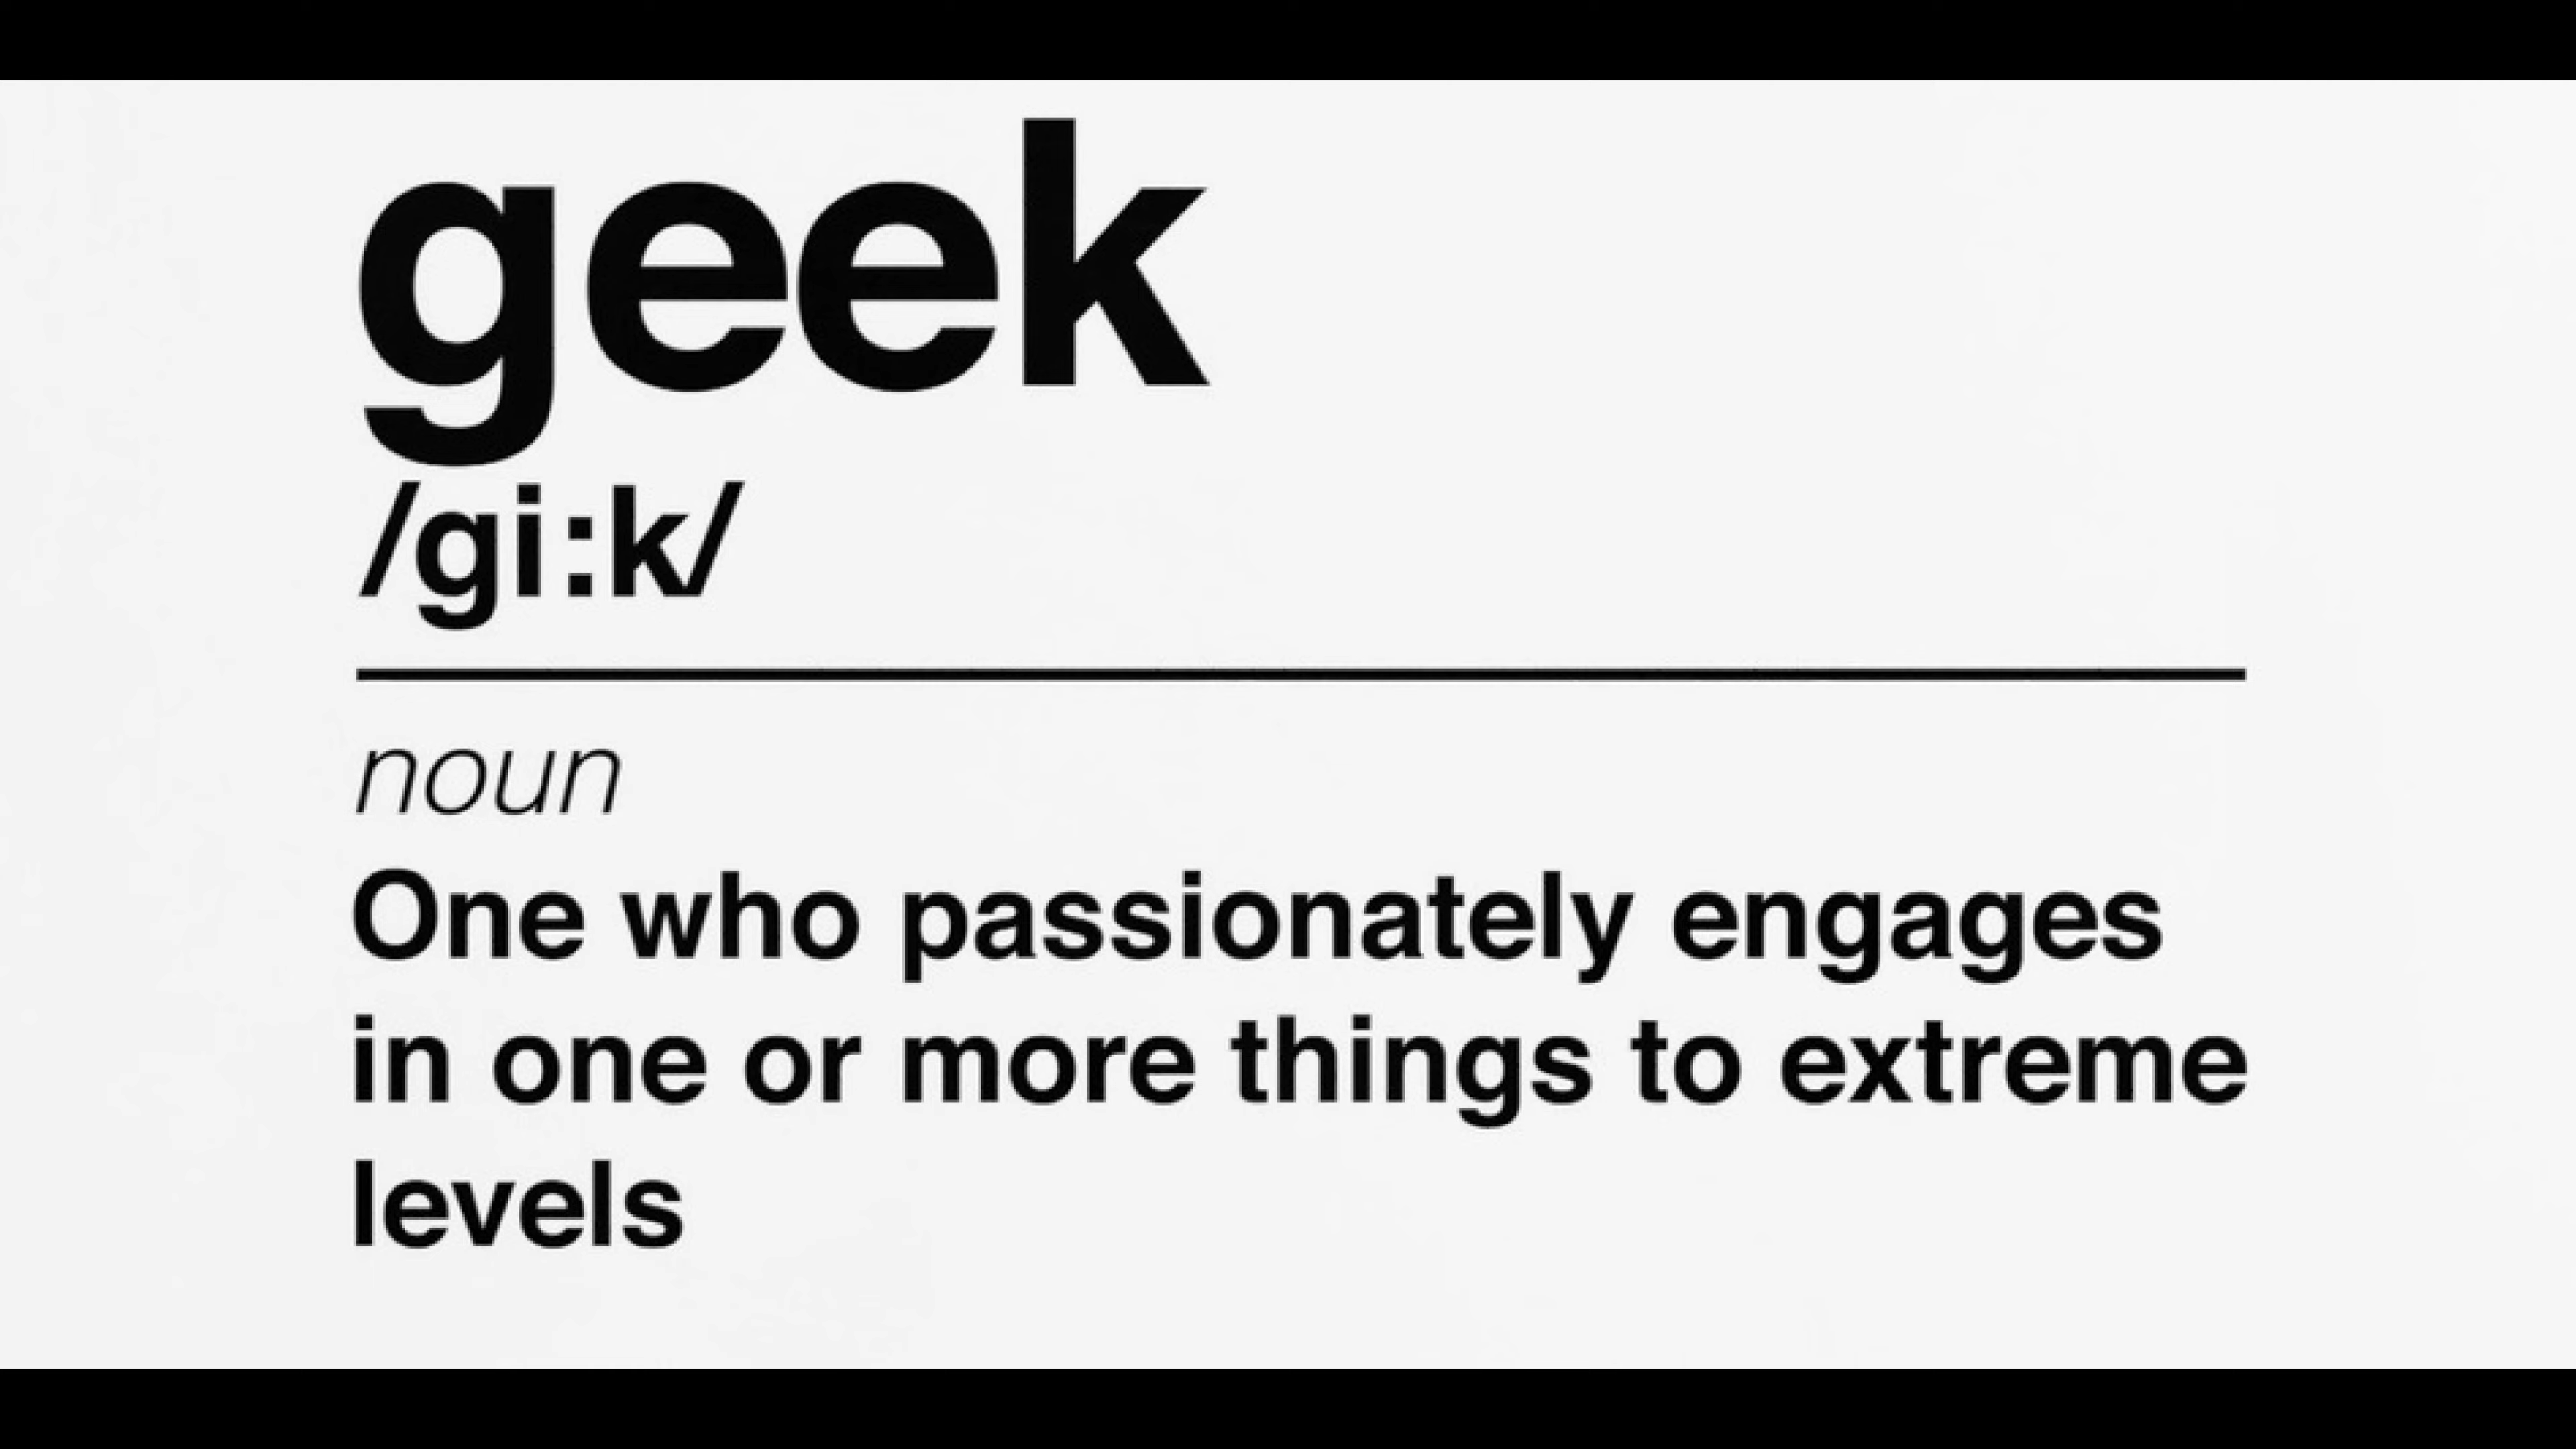 geek
/gi:k/
noun
One who passionately engages
in one or more things to extreme
levels